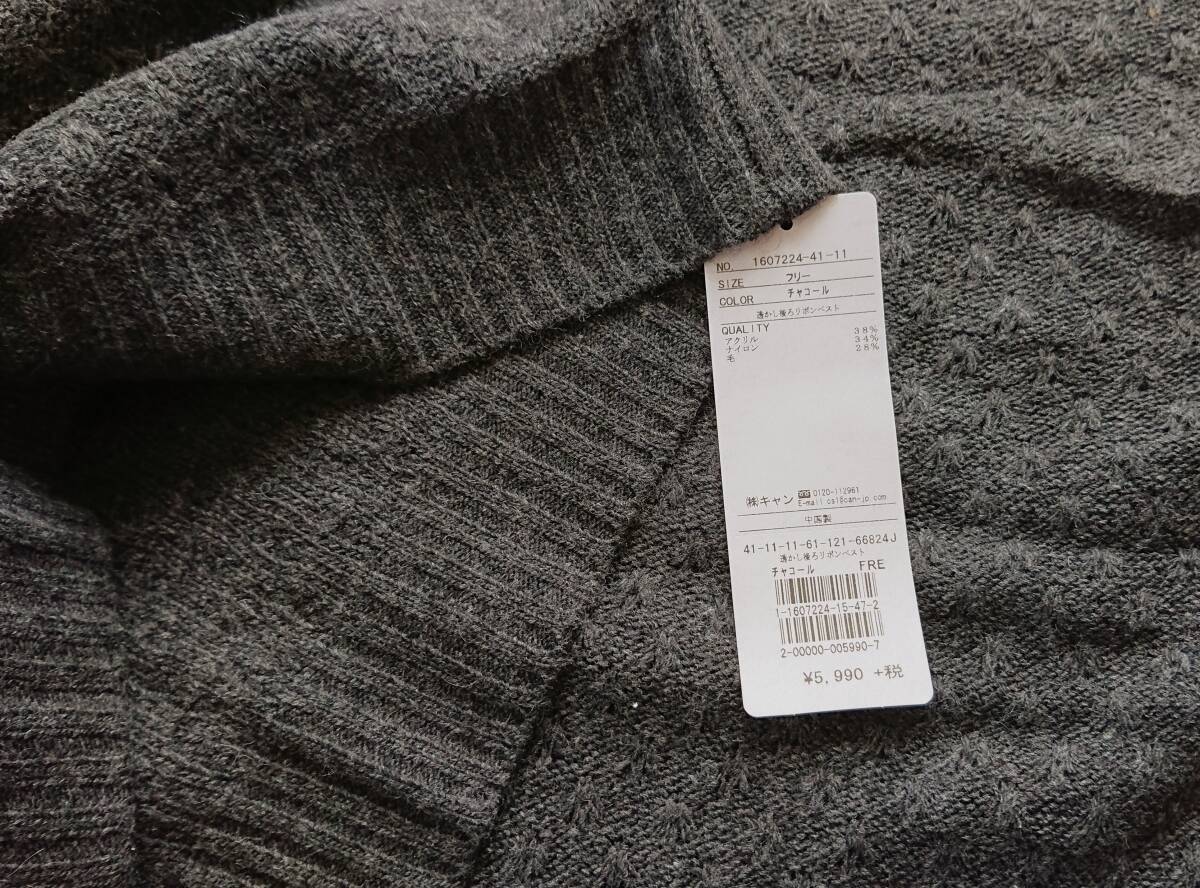 NO. 1607224-41-11
SIZE フリー
COLOR チャコール
透かし後ろリボンベスト
QUALITY
アクリル 38%
ナイロン 34%
毛 28%
㈱キャン 0120-112961
E-mail cs1@can-jp.com
中国製
41-11-11-61-121-66824J
透かし後ろリボンベスト
チャコール FRE
1-1607224-15-47-2
2-00000-005990-7
¥5,990 +税